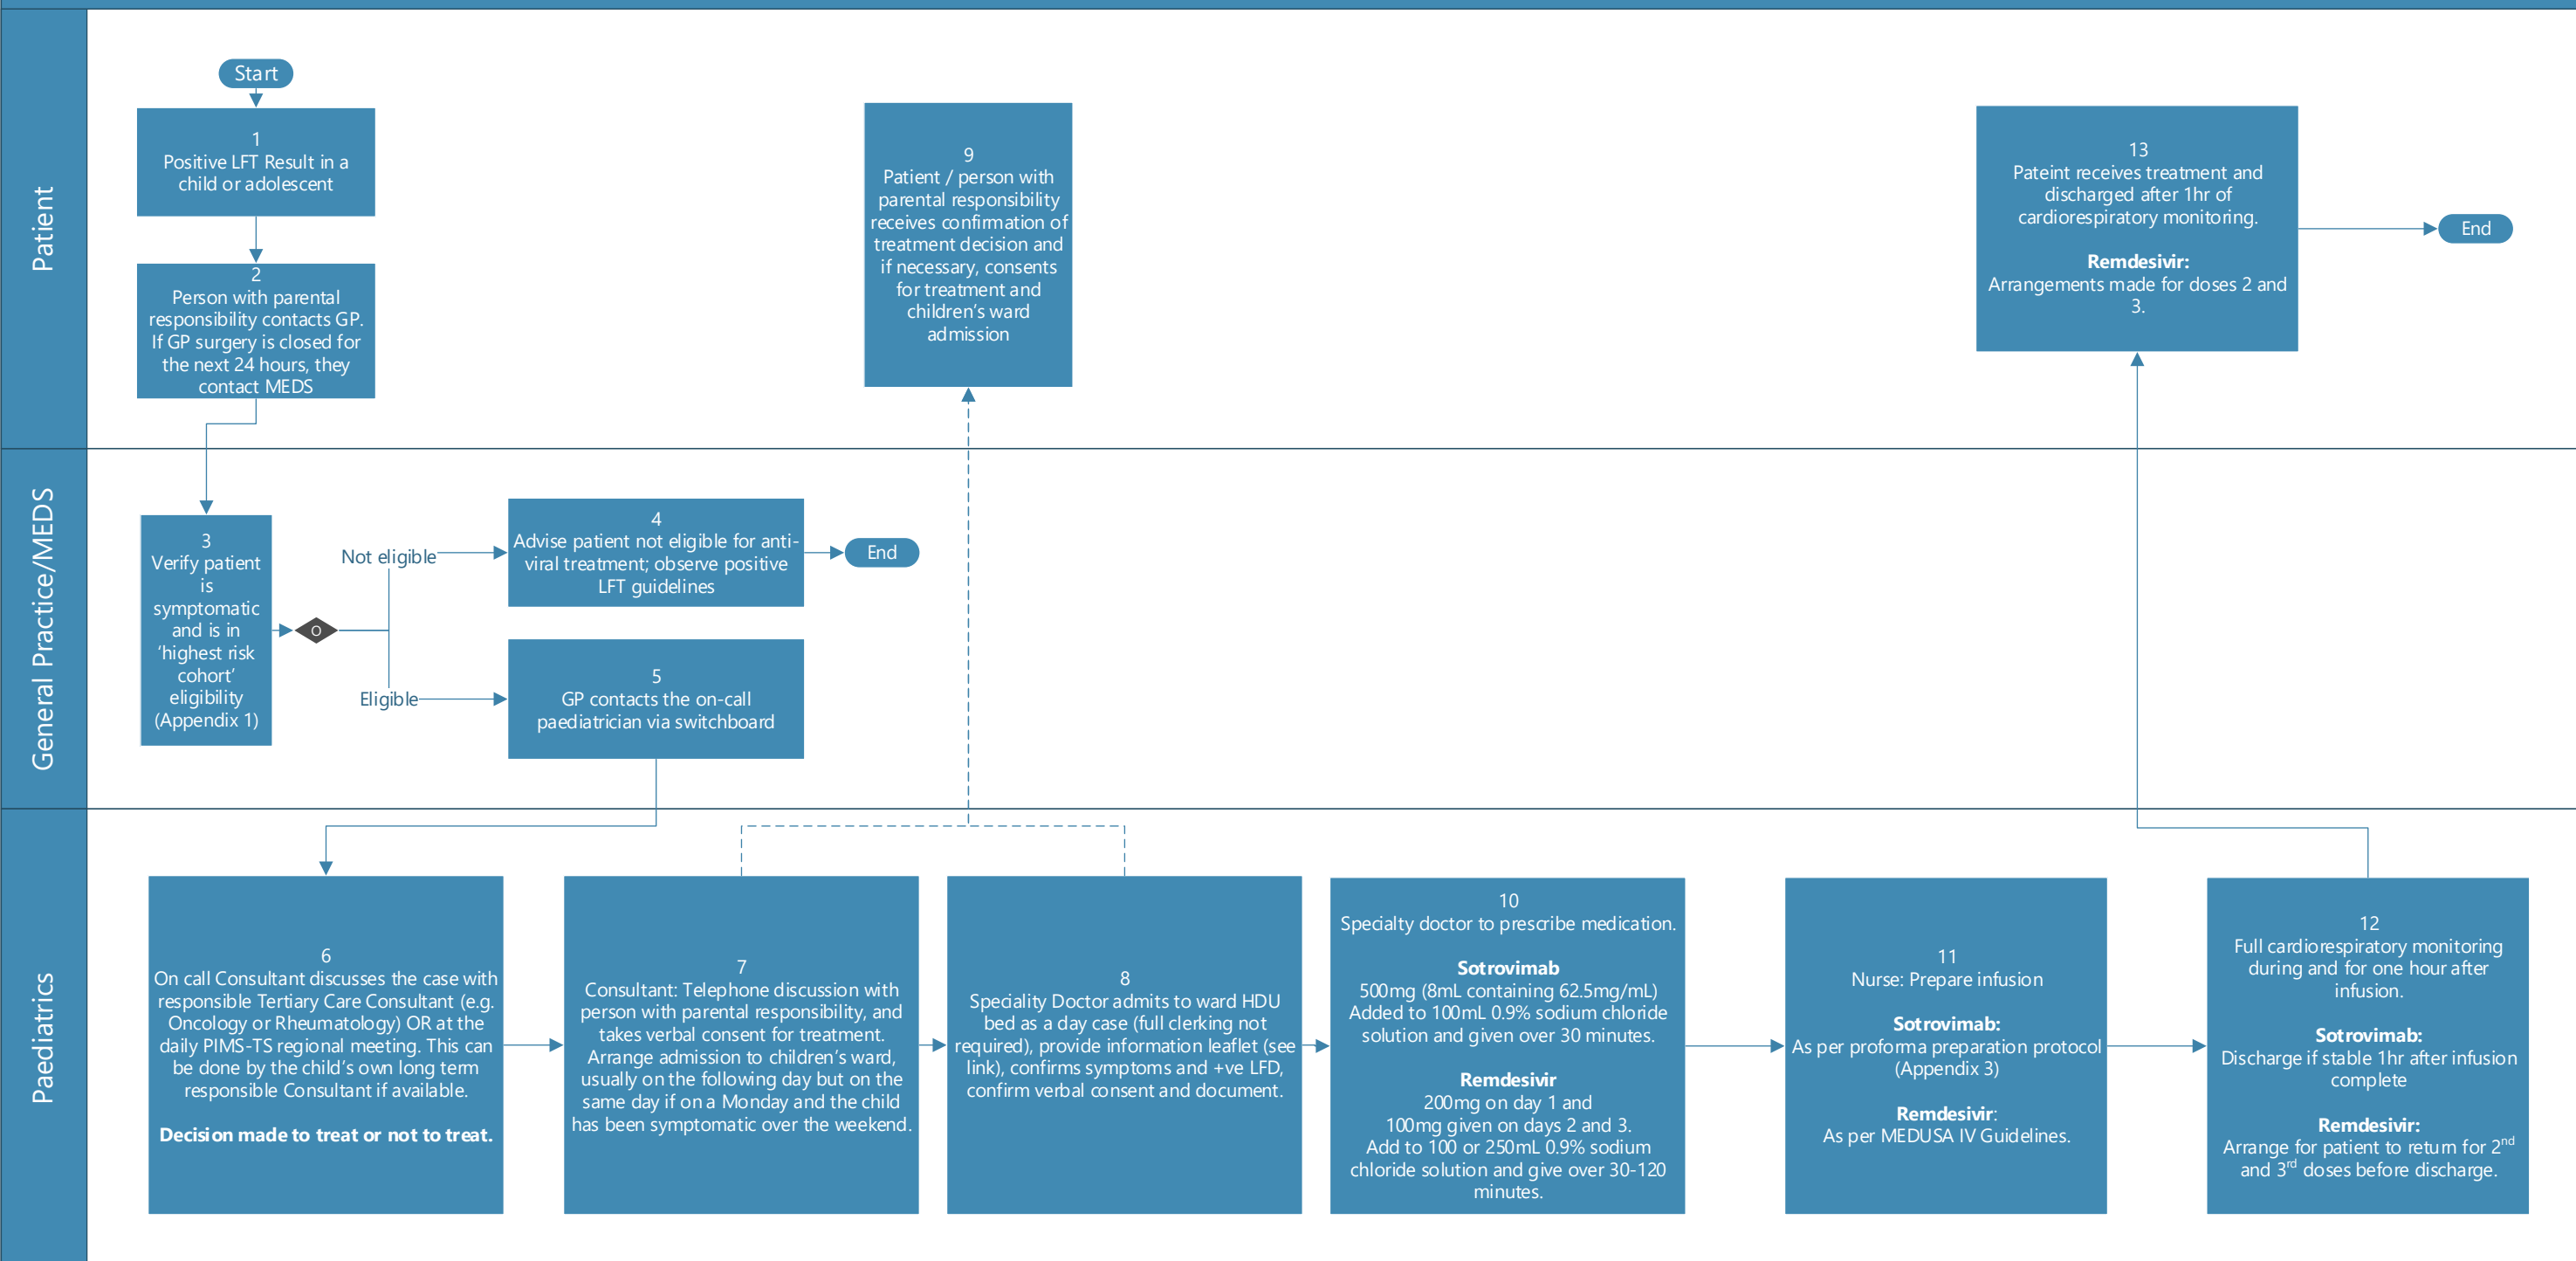 Patient
Start
1
Positive LFT Result in a
child or adolescent
2
Person with parental
responsibility contacts GP.
If GP surgery is closed for
the next 24 hours, they
contact MEDS
9
Patient / person with
parental responsibility
receives confirmation of
treatment decision and
if necessary, consents
for treatment and
children’s ward
admission
13
Pateint receives treatment and
discharged after 1hr of
cardiorespiratory monitoring.
Remdesivir:
Arrangements made for doses 2 and
3.
End
General Practice/MEDS
3
Verify patient
is
symptomatic
and is in
‘highest risk
cohort’
eligibility
(Appendix 1)
O
Not eligible
Eligible
4
Advise patient not eligible for anti-
viral treatment; observe positive
LFT guidelines
End
5
GP contacts the on-call
paediatrician via switchboard
Paediatrics
6
On call Consultant discusses the case with
responsible Tertiary Care Consultant (e.g.
Oncology or Rheumatology) OR at the
daily PIMS-TS regional meeting. This can
be done by the child’s own long term
responsible Consultant if available.
Decision made to treat or not to treat.
7
Consultant: Telephone discussion with
person with parental responsibility, and
takes verbal consent for treatment.
Arrange admission to children’s ward,
usually on the following day but on the
same day if on a Monday and the child
has been symptomatic over the weekend.
8
Speciality Doctor admits to ward HDU
bed as a day case (full clerking not
required), provide information leaflet (see
link), confirms symptoms and +ve LFD,
confirm verbal consent and document.
10
Specialty doctor to prescribe medication.
Sotrovimab
500mg (8mL containing 62.5mg/mL)
Added to 100mL 0.9% sodium chloride
solution and given over 30 minutes.
Remdesivir
200mg on day 1 and
100mg given on days 2 and 3.
Add to 100 or 250mL 0.9% sodium
chloride solution and give over 30-120
minutes.
11
Nurse: Prepare infusion
Sotrovimab:
As per proforma preparation protocol
(Appendix 3)
Remdesivir:
As per MEDUSA IV Guidelines.
12
Full cardiorespiratory monitoring
during and for one hour after
infusion.
Sotrovimab:
Discharge if stable 1hr after infusion
complete
Remdesivir:
Arrange for patient to return for 2nd
and 3rd doses before discharge.